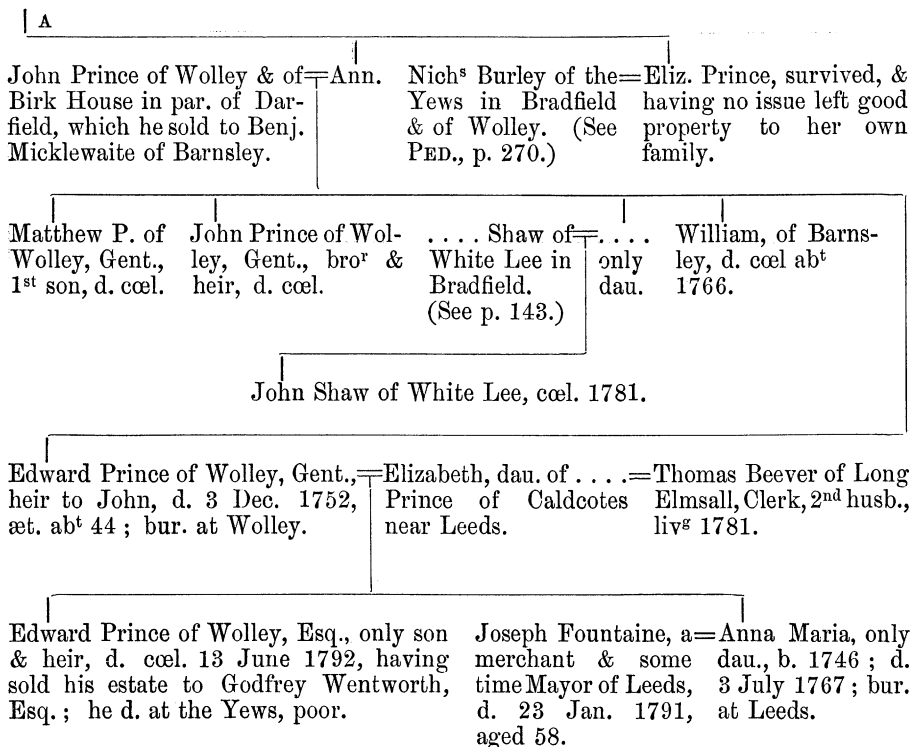 A
John Prince of Wolley & of=Ann.
Birk House in par. of Dar-
field, which he sold to Benj.
Micklewaite of Barnsley.
Nichˢ Burley of the=Eliz. Prince, survived, &
Yews in Bradfield having no issue left good
& of Wolley. (See property to her own
PED., p. 270.) family.
Matthew P. of
Wolley, Gent.,
1ˢᵗ son, d. cœl.
John Prince of Wol-
ley, Gent., broʳ &
heir, d. cœl.
. . . . Shaw of=. . . .
White Lee in only
Bradfield. dau.
(See p. 143.)
William, of Barns-
ley, d. cœl abᵗ
1766.
John Shaw of White Lee, cœl. 1781.
Edward Prince of Wolley, Gent.,=Elizabeth, dau. of . . . .=Thomas Beever of Long
heir to John, d. 3 Dec. 1752, Prince of Caldcotes Elmsall, Clerk, 2ⁿᵈ husb.,
æt. abᵗ 44 ; bur. at Wolley. near Leeds. livᵍ 1781.
Edward Prince of Wolley, Esq., only son
& heir, d. cœl. 13 June 1792, having
sold his estate to Godfrey Wentworth,
Esq. ; he d. at the Yews, poor.
Joseph Fountaine, a=Anna Maria, only
merchant & some dau., b. 1746 ; d.
time Mayor of Leeds, 3 July 1767 ; bur.
d. 23 Jan. 1791, at Leeds.
aged 58.